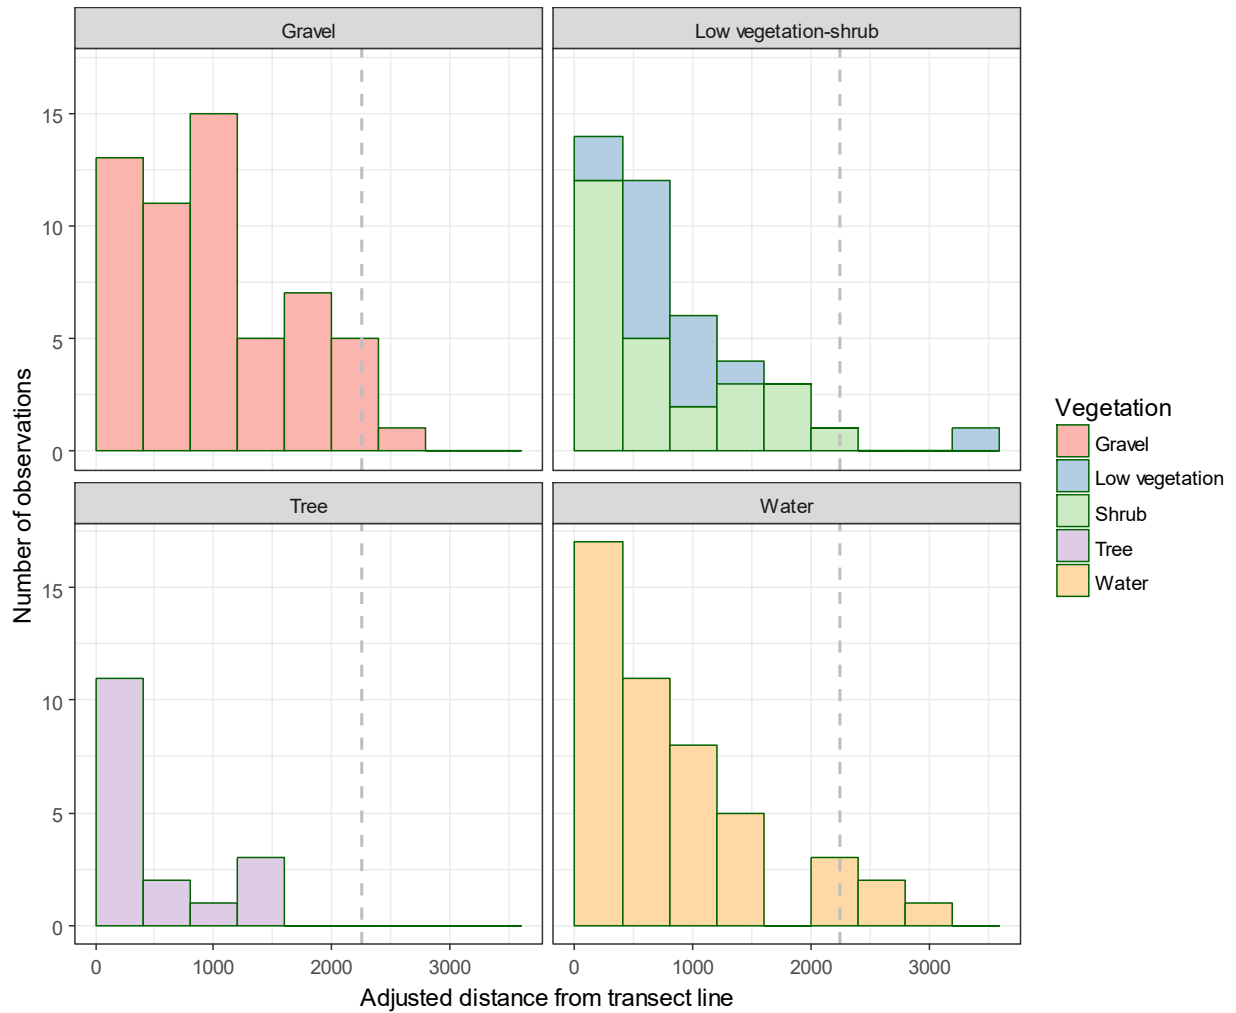 Gravel
Low vegetation-shrub
15
10
5
0
Tree
Water
15
10
5
0
0
1000
2000
3000
0
1000
2000
3000
Number of observations
Adjusted distance from transect line
Vegetation
Gravel
Low vegetation
Shrub
Tree
Water